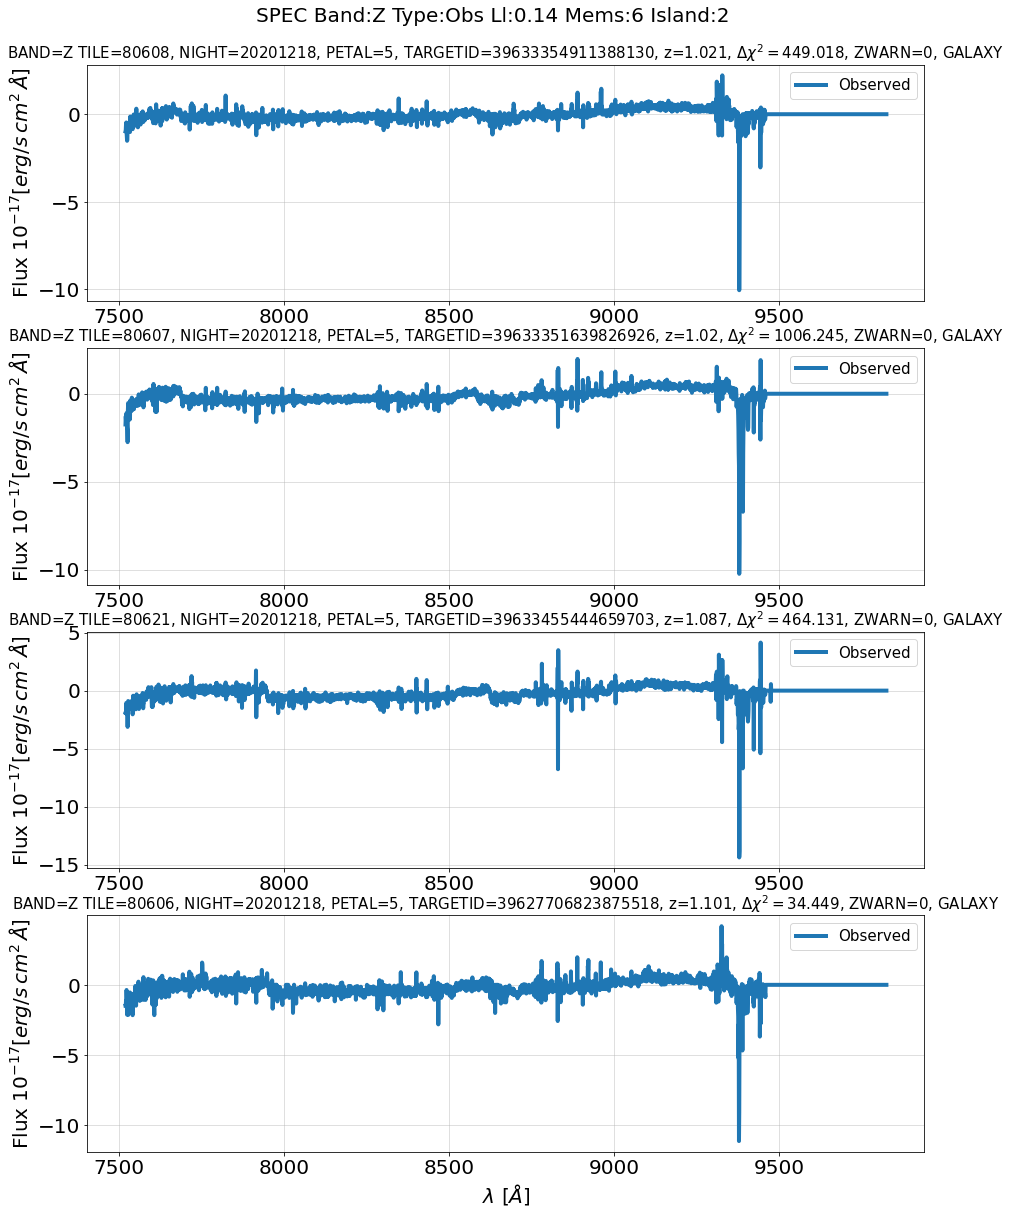 SPEC Band:Z Type:Obs Ll:0.14 Mems:6 Island:2
BAND=Z TILE=80608, NIGHT=20201218, PETAL=5, TARGETID=39633354911388130, z=1.021, Δχ² = 449.018, ZWARN=0, GALAXY
Observed
Flux 10⁻¹⁷[erg/s cm² Å]
0
−5
−10
7500 8000 8500 9000 9500
BAND=Z TILE=80607, NIGHT=20201218, PETAL=5, TARGETID=39633351639826926, z=1.02, Δχ² = 1006.245, ZWARN=0, GALAXY
Observed
Flux 10⁻¹⁷[erg/s cm² Å]
0
−5
−10
7500 8000 8500 9000 9500
BAND=Z TILE=80621, NIGHT=20201218, PETAL=5, TARGETID=39633455444659703, z=1.087, Δχ² = 464.131, ZWARN=0, GALAXY
Observed
Flux 10⁻¹⁷[erg/s cm² Å]
5
0
−5
−10
−15
7500 8000 8500 9000 9500
BAND=Z TILE=80606, NIGHT=20201218, PETAL=5, TARGETID=39627706823875518, z=1.101, Δχ² = 34.449, ZWARN=0, GALAXY
Observed
Flux 10⁻¹⁷[erg/s cm² Å]
0
−5
−10
7500 8000 8500 9000 9500
λ [Å]